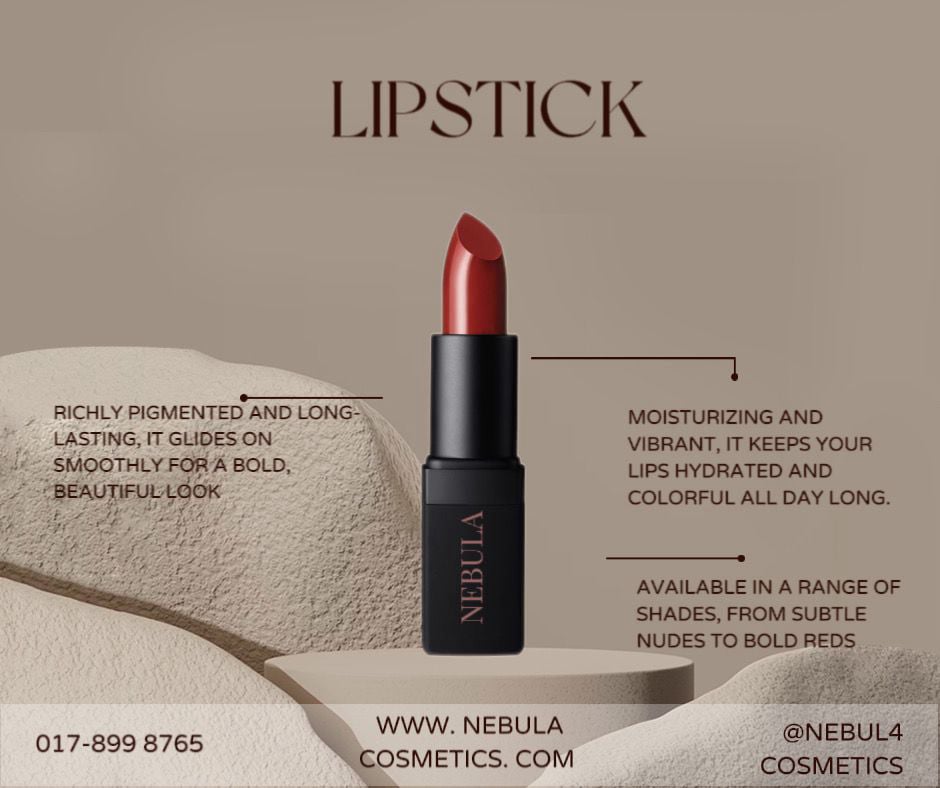 LIPSTICK
RICHLY PIGMENTED AND LONG-
LASTING, IT GLIDES ON
SMOOTHLY FOR A BOLD,
BEAUTIFUL LOOK
MOISTURIZING AND
VIBRANT, IT KEEPS YOUR
LIPS HYDRATED AND
COLORFUL ALL DAY LONG.
NEBULA
AVAILABLE IN A RANGE OF
SHADES, FROM SUBTLE
NUDES TO BOLD REDS
017-899 8765
WWW. NEBULA
COSMETICS. COM
@NEBUL4
COSMETICS